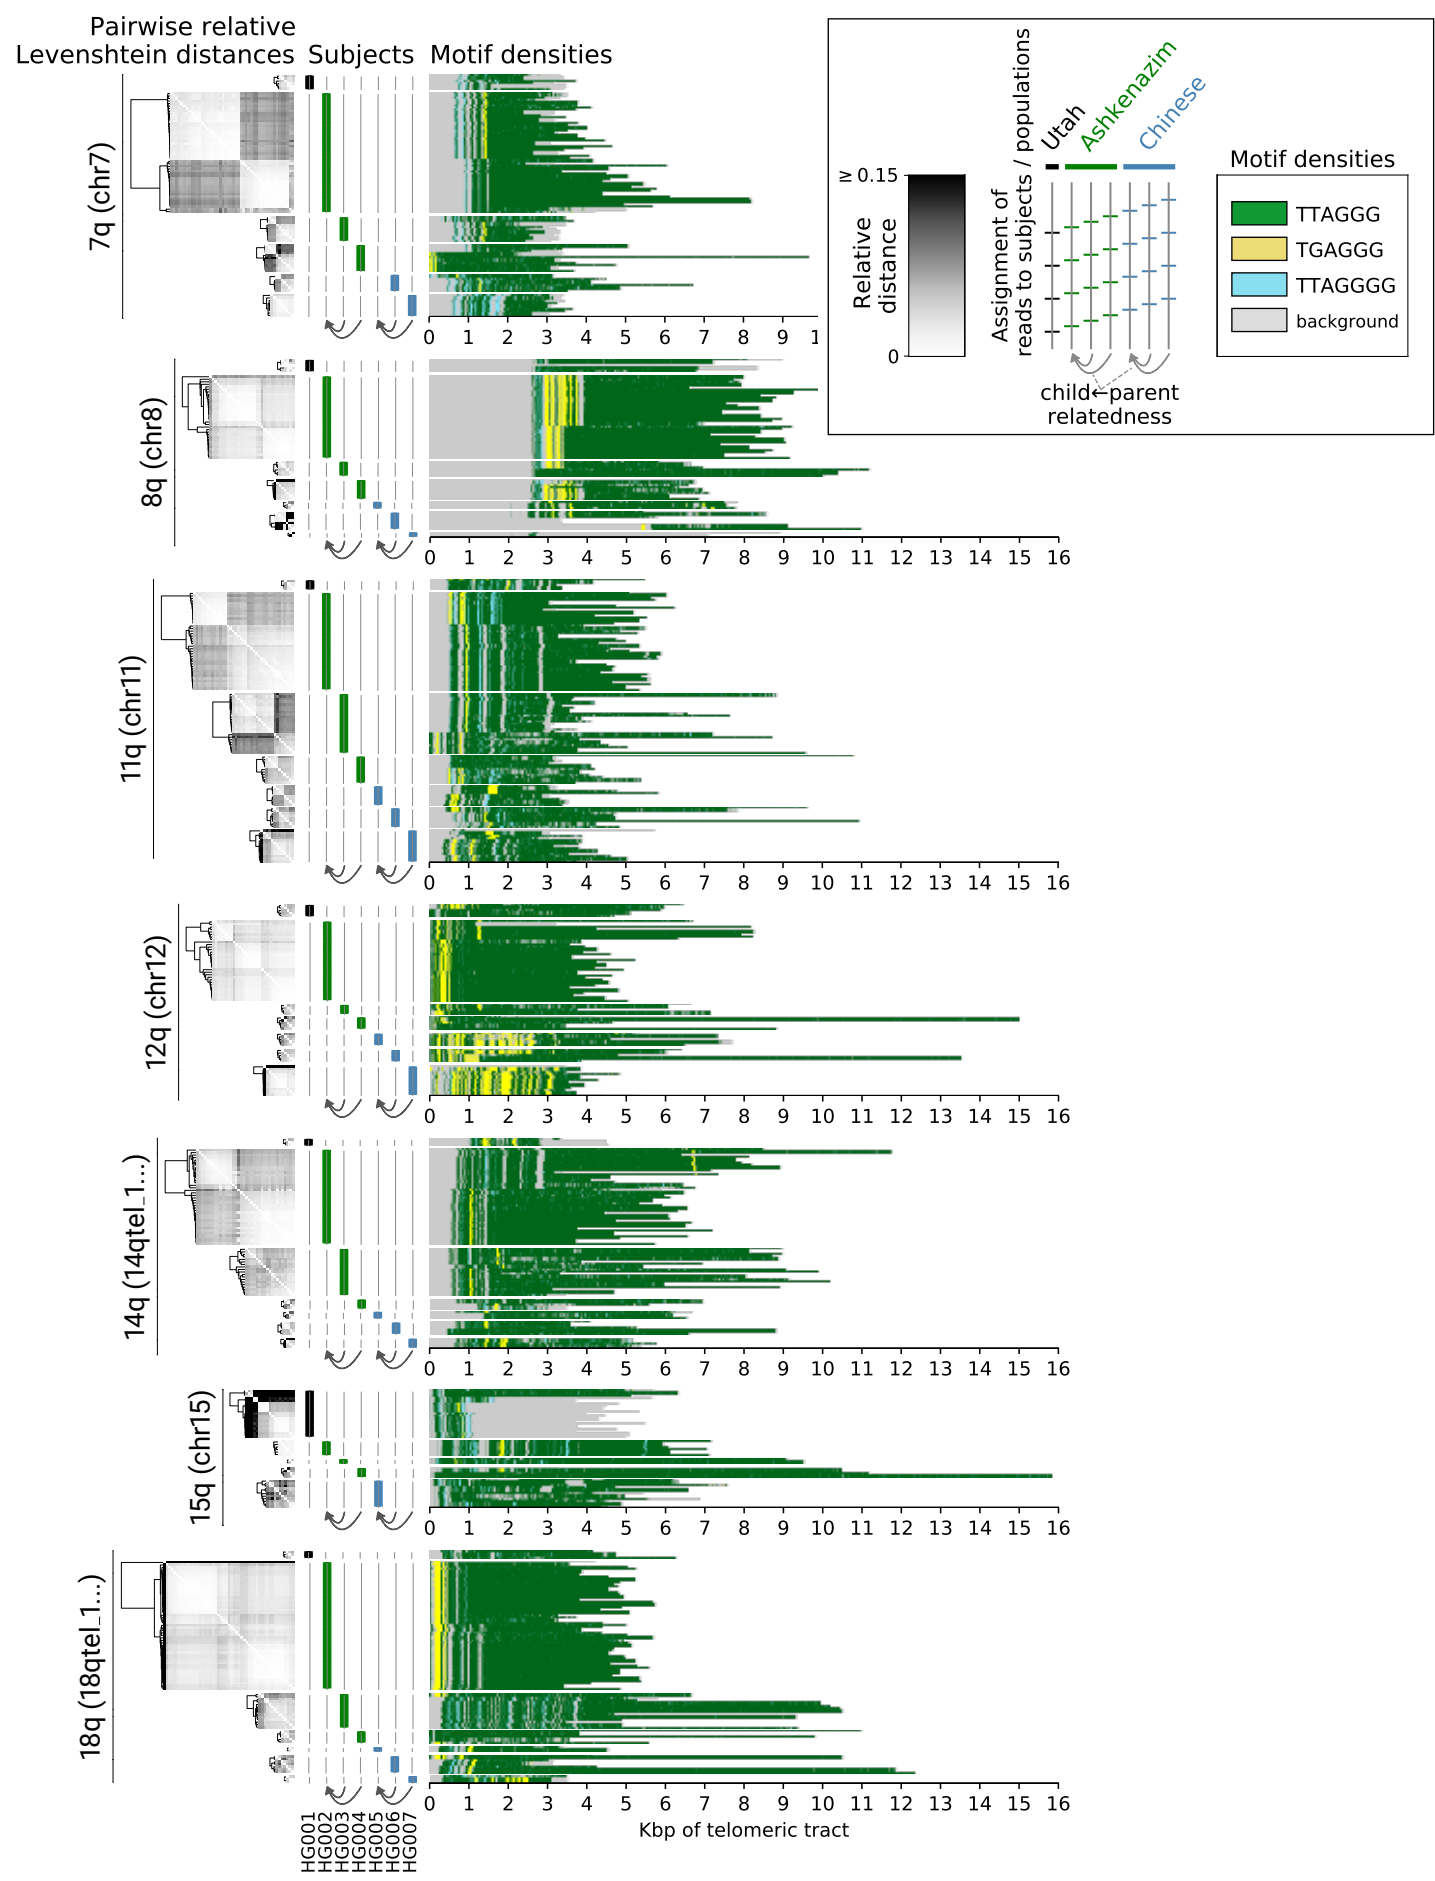 Pairwise relative
Levenshtein distances
Subjects
Motif densities
7q (chr7)
0 1 2 3 4 5 6 7 8 9 1
8q (chr8)
0 1 2 3 4 5 6 7 8 9 10 11 12 13 14 15 16
11q (chr11)
0 1 2 3 4 5 6 7 8 9 10 11 12 13 14 15 16
12q (chr12)
0 1 2 3 4 5 6 7 8 9 10 11 12 13 14 15 16
14q (14qtel_1...)
0 1 2 3 4 5 6 7 8 9 10 11 12 13 14 15 16
15q (chr15)
0 1 2 3 4 5 6 7 8 9 10 11 12 13 14 15 16
18q (18qtel_1...)
0 1 2 3 4 5 6 7 8 9 10 11 12 13 14 15 16
HG001
HG002
HG003
HG004
HG005
HG006
HG007
Kbp of telomeric tract
≥ 0.15
0
Relative
distance
Assignment of
reads to subjects / populations
Utah
Ashkenazim
Chinese
child←parent
relatedness
Motif densities
TTAGGG
TGAGGG
TTAGGGG
background